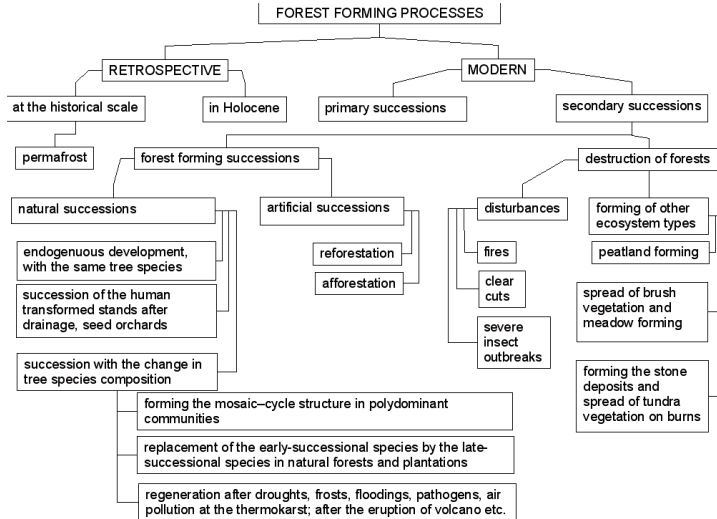 FOREST FORMING PROCESSES
RETROSPECTIVE
MODERN
at the historical scale
in Holocene
primary successions
secondary successions
permafrost
forest forming successions
destruction of forests
natural successions
artificial successions
disturbances
forming of other
ecosystem types
endogenuous development,
with the same tree species
reforestation
fires
peatland forming
afforestation
clear
cuts
succession of the human
transformed stands after
drainage, seed orchards
spread of brush
vegetation and
meadow forming
severe
insect
outbreaks
succession with the change in
tree species composition
forming the stone
deposits and
spread of tundra
vegetation on burns
forming the mosaic–cycle structure in polydominant
communities
replacement of the early-successional species by the late-
successional species in natural forests and plantations
regeneration after droughts, frosts, floodings, pathogens, air
pollution at the thermokarst; after the eruption of volcano etc.